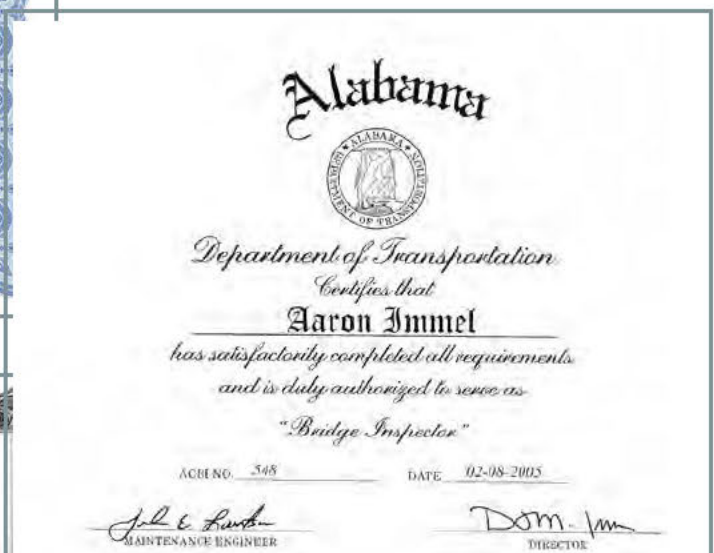 Alabama
ALABAMA
DEPARTMENT OF TRANSPORTATION
Department of Transportation
Certifies that
Aaron Immel
has satisfactorily completed all requirements
and is duly authorized to serve as
"Bridge Inspector"
ACBI NO. 548 DATE 02-08-2005
MAINTENANCE ENGINEER DIRECTOR